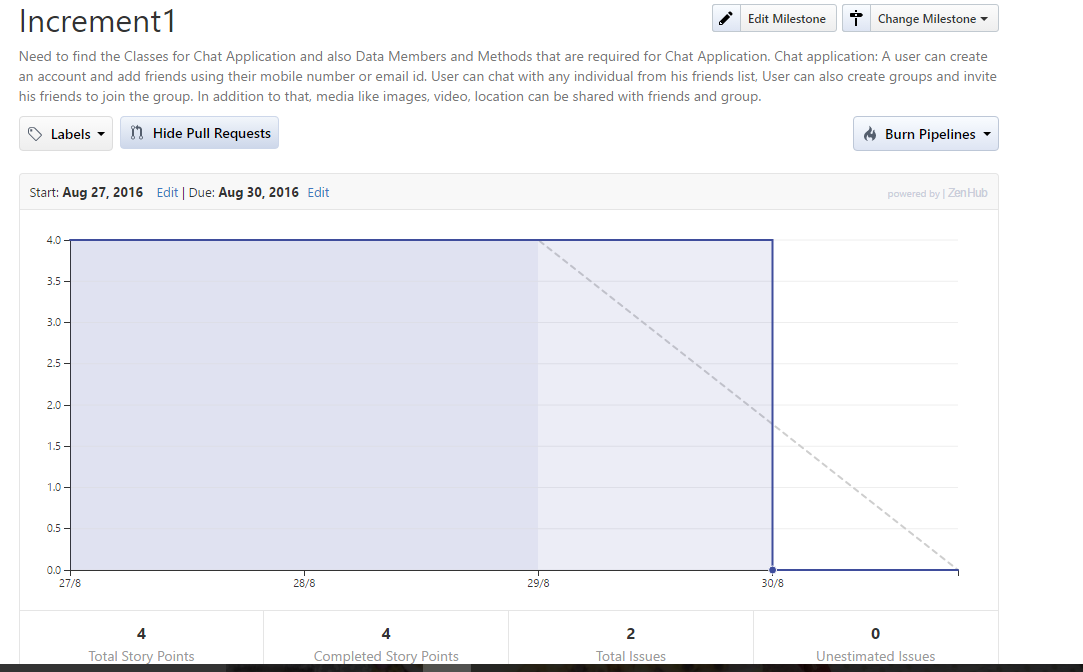 Increment1
Edit Milestone
Change Milestone
Need to find the Classes for Chat Application and also Data Members and Methods that are required for Chat Application. Chat application: A user can create
an account and add friends using their mobile number or email id. User can chat with any individual from his friends list, User can also create groups and invite
his friends to join the group. In addition to that, media like images, video, location can be shared with friends and group.
Labels
Hide Pull Requests
Burn Pipelines
Start: Aug 27, 2016 Edit | Due: Aug 30, 2016 Edit
powered by | ZenHub
4.0
3.5
3.0
2.5
2.0
1.5
1.0
0.5
0.0
27/8 28/8 29/8 30/8
4 4 2 0
Total Story Points Completed Story Points Total Issues Unestimated Issues